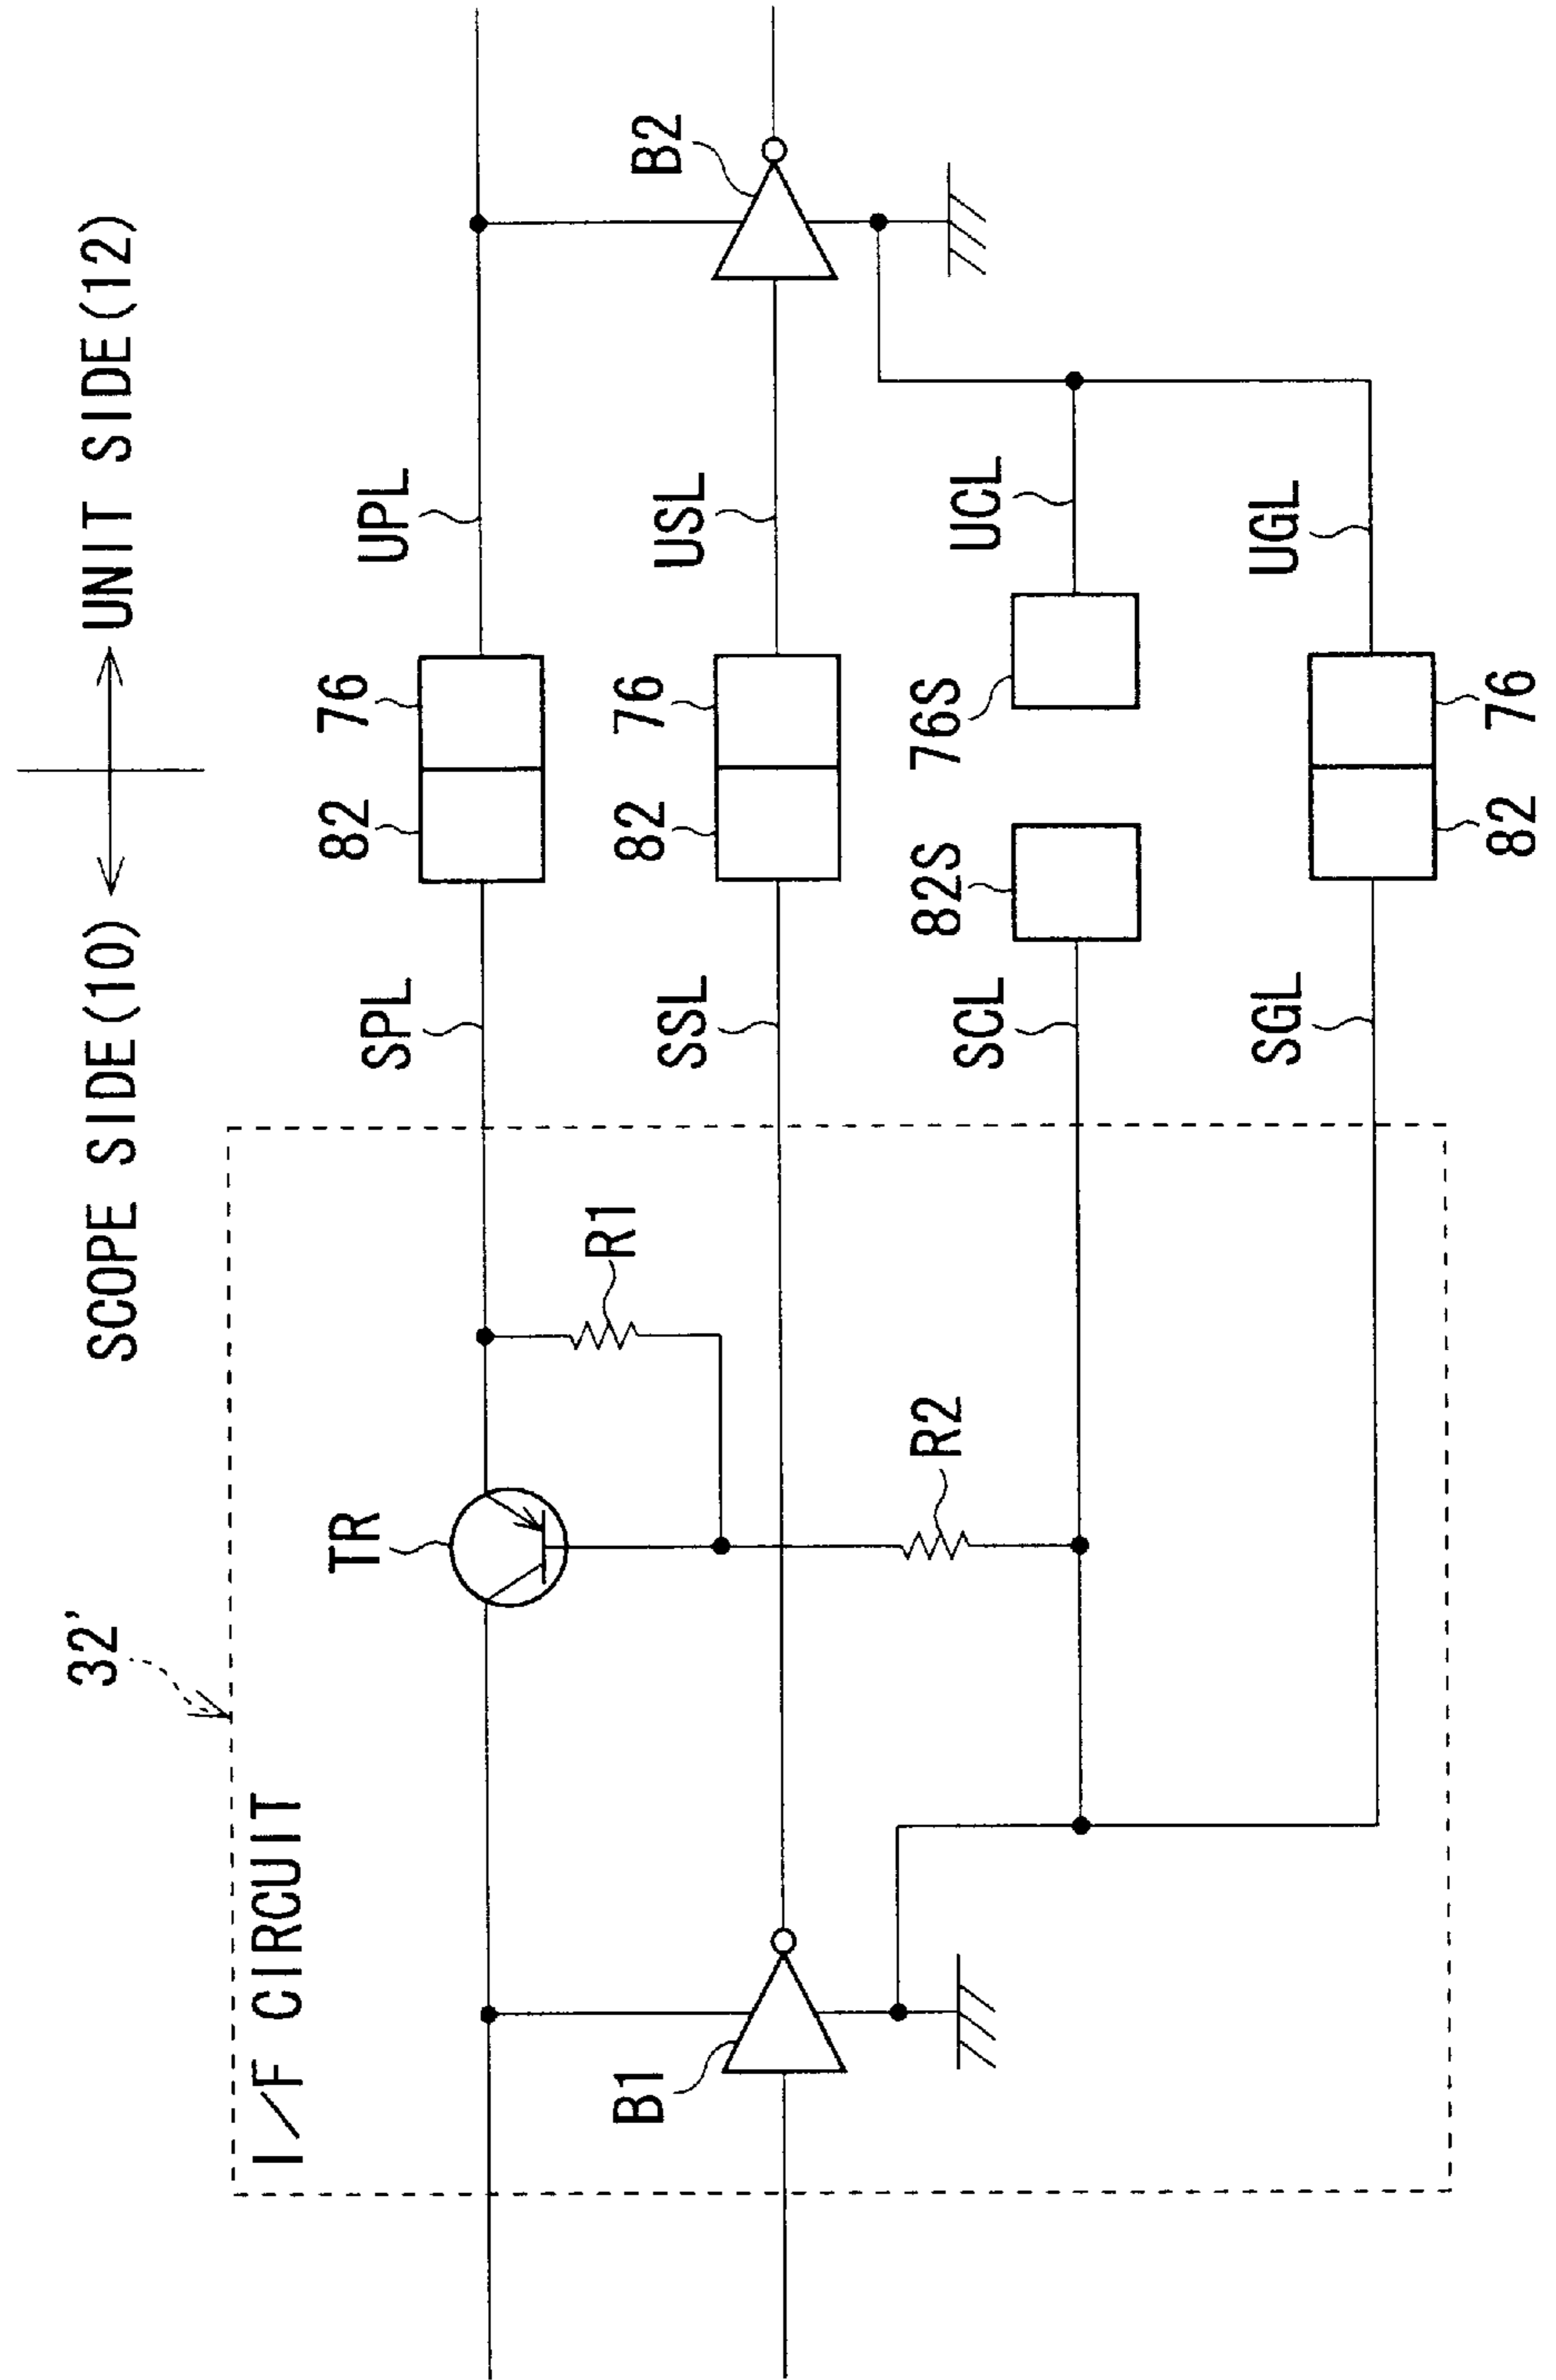 SCOPE SIDE(10)
UNIT SIDE(12)
32'
I/F CIRCUIT
TR
SPL
82
76
UPL
R1
B1
SSL
82
76
USL
B2
R2
SCL
82S
76S
UCL
SGL
82
76
UGL